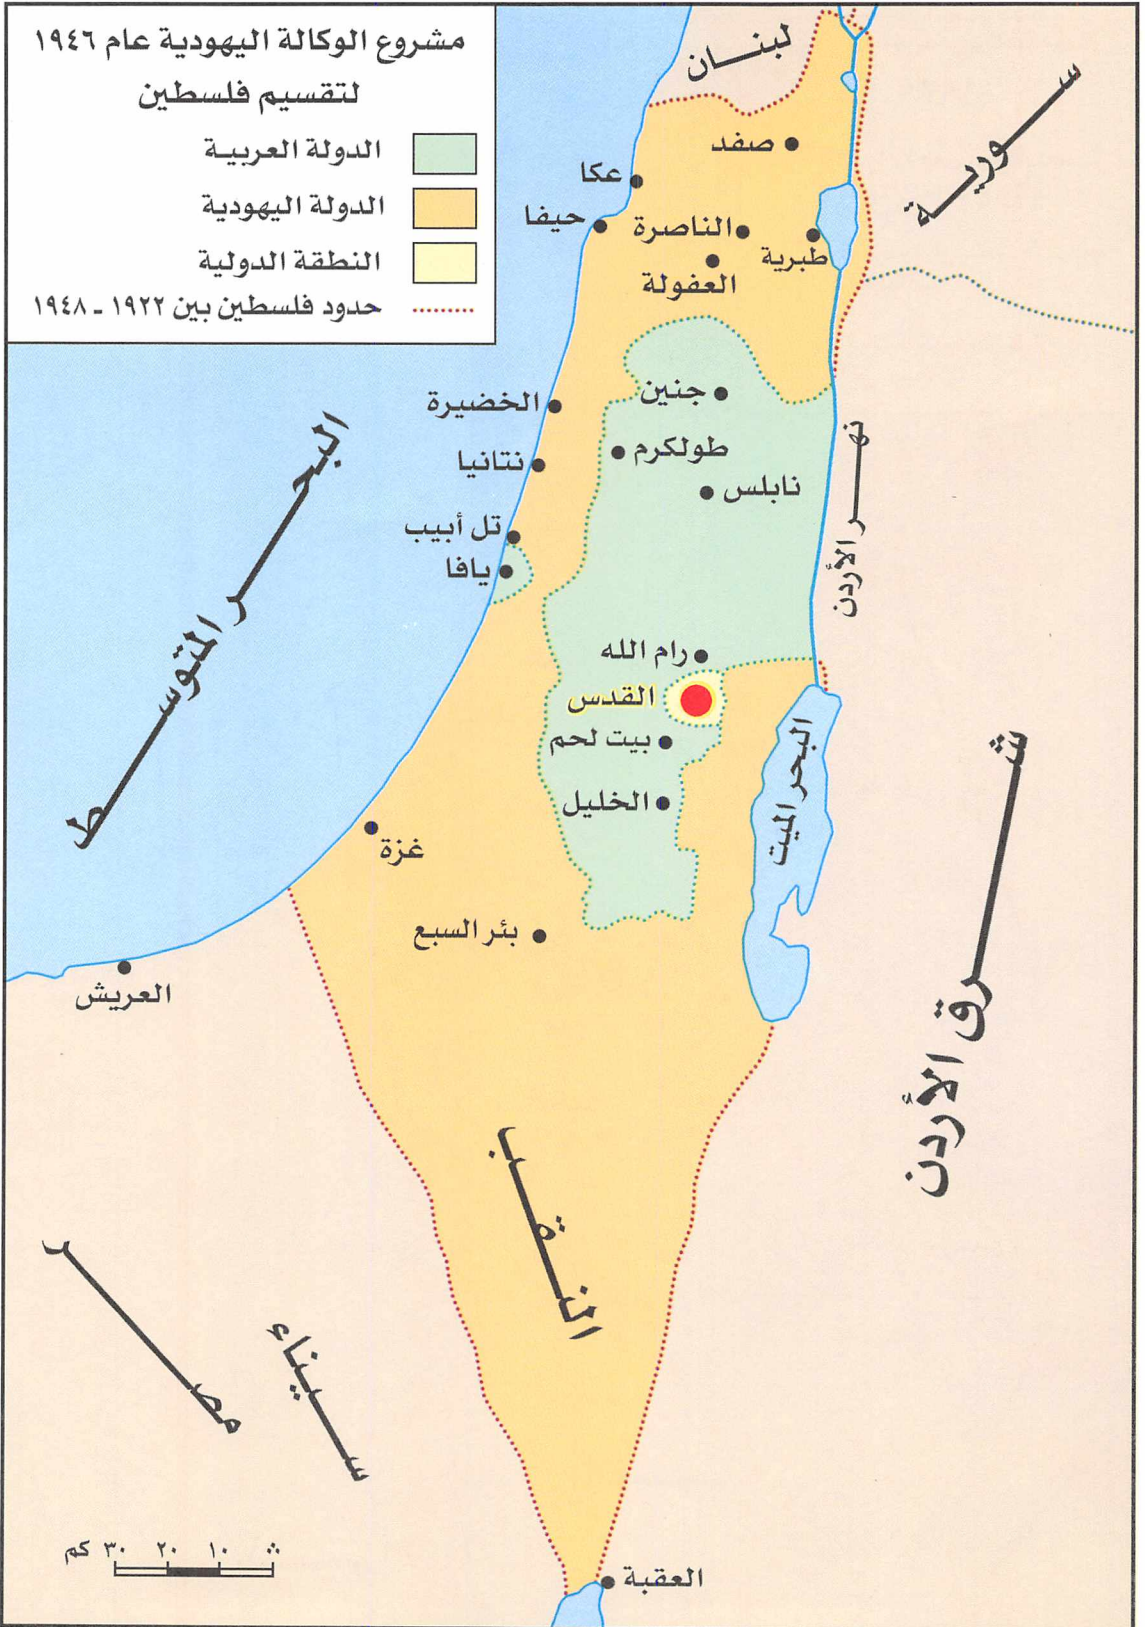 مشروع الوكالة اليهودية عام ١٩٤٦
لتقسيم فلسطين
الدولة العربية
الدولة اليهودية
النطقة الدولية
حدود فلسطين بين ١٩٢٢ - ١٩٤٨
لبنان
سورية
صفد
عكا
حيفا
الناصرة
طبرية
العفولة
جنين
الخضيرة
طولكرم
نتانيا
نابلس
تل أبيب
يافا
نهر الأردن
البحر المتوسط
رام الله
القدس
بيت لحم
الخليل
البحر الميت
شرق الأردن
غزة
بئر السبع
العريش
النقب
مصر
سيناء
العقبة
٣٠ ٢٠ ١٠ كم